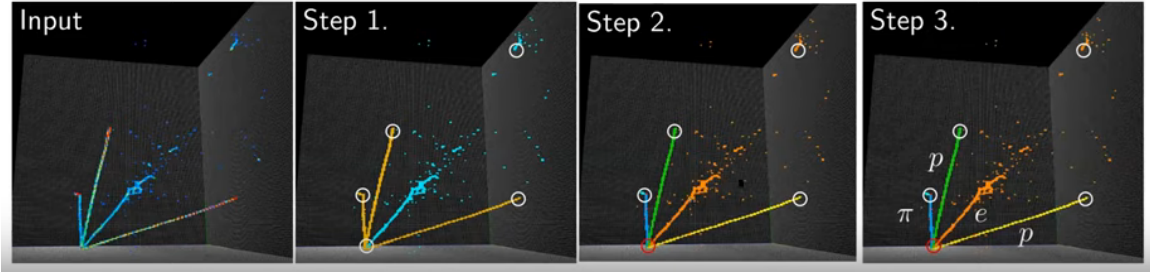 Input
Step 1.
Step 2.
Step 3.
p
π
e
p